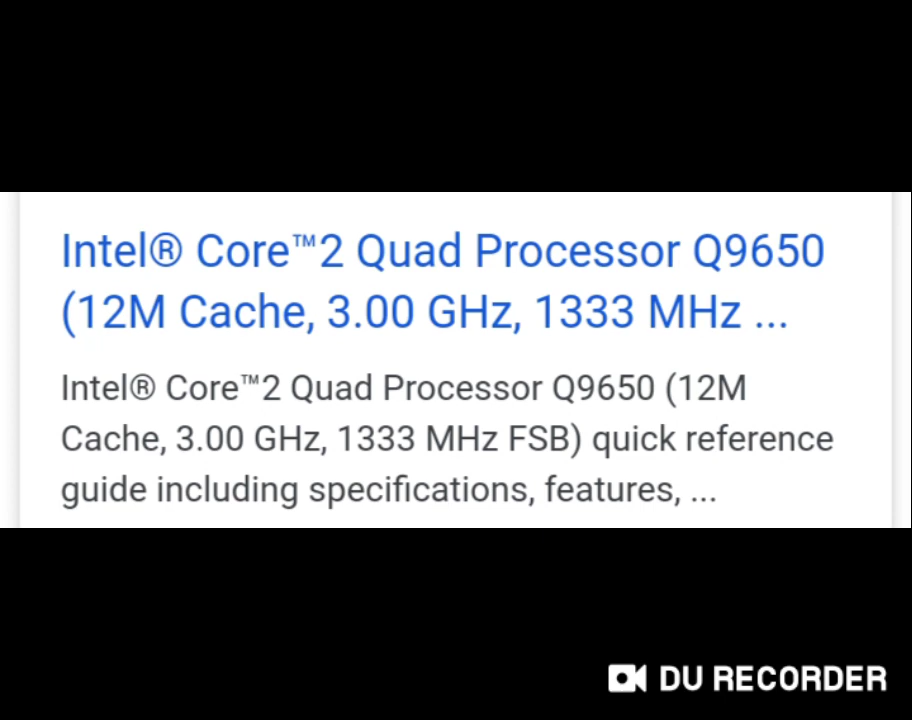 Intel® Core™2 Quad Processor Q9650
(12M Cache, 3.00 GHz, 1333 MHz ...
Intel® Core™2 Quad Processor Q9650 (12M
Cache, 3.00 GHz, 1333 MHz FSB) quick reference
guide including specifications, features, ...
DU RECORDER